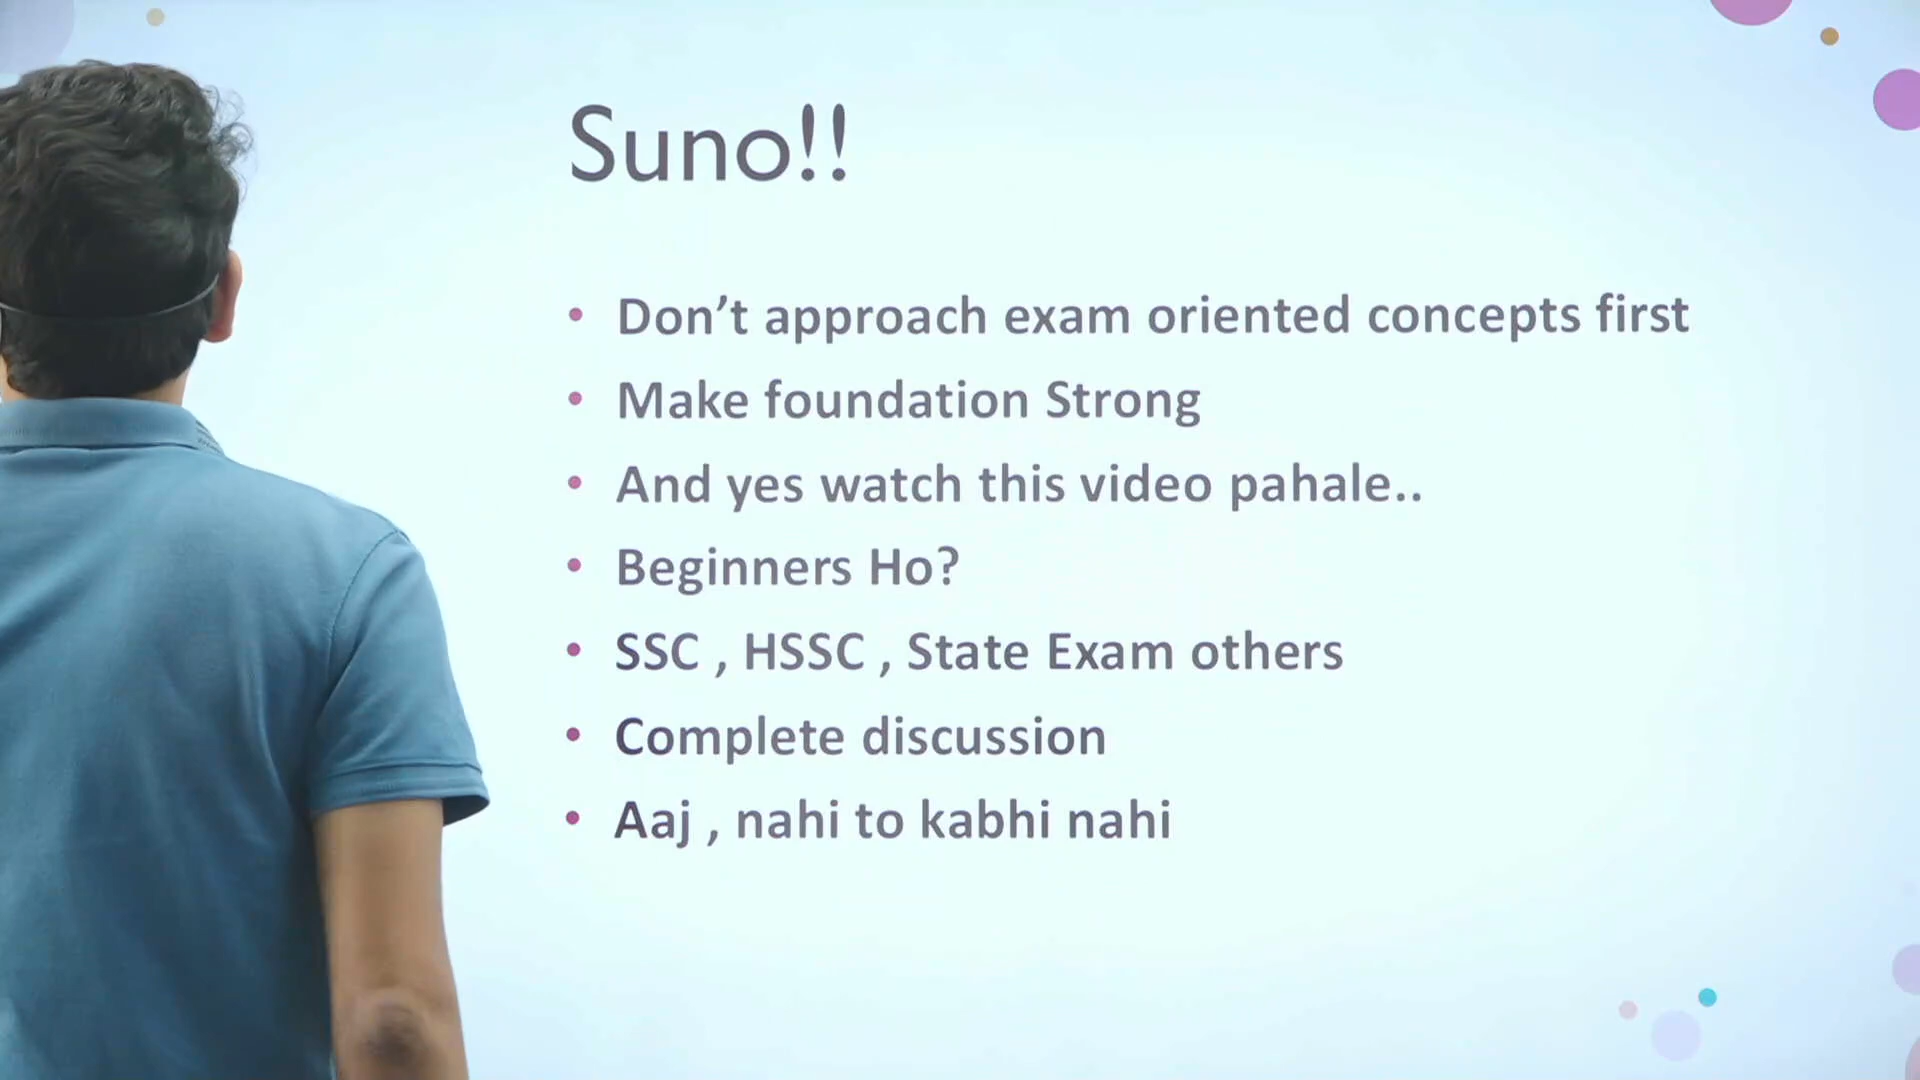 Suno!!
• Don't approach exam oriented concepts first
• Make foundation Strong
• And yes watch this video pahale..
• Beginners Ho?
• SSC , HSSC , State Exam others
• Complete discussion
• Aaj , nahi to kabhi nahi